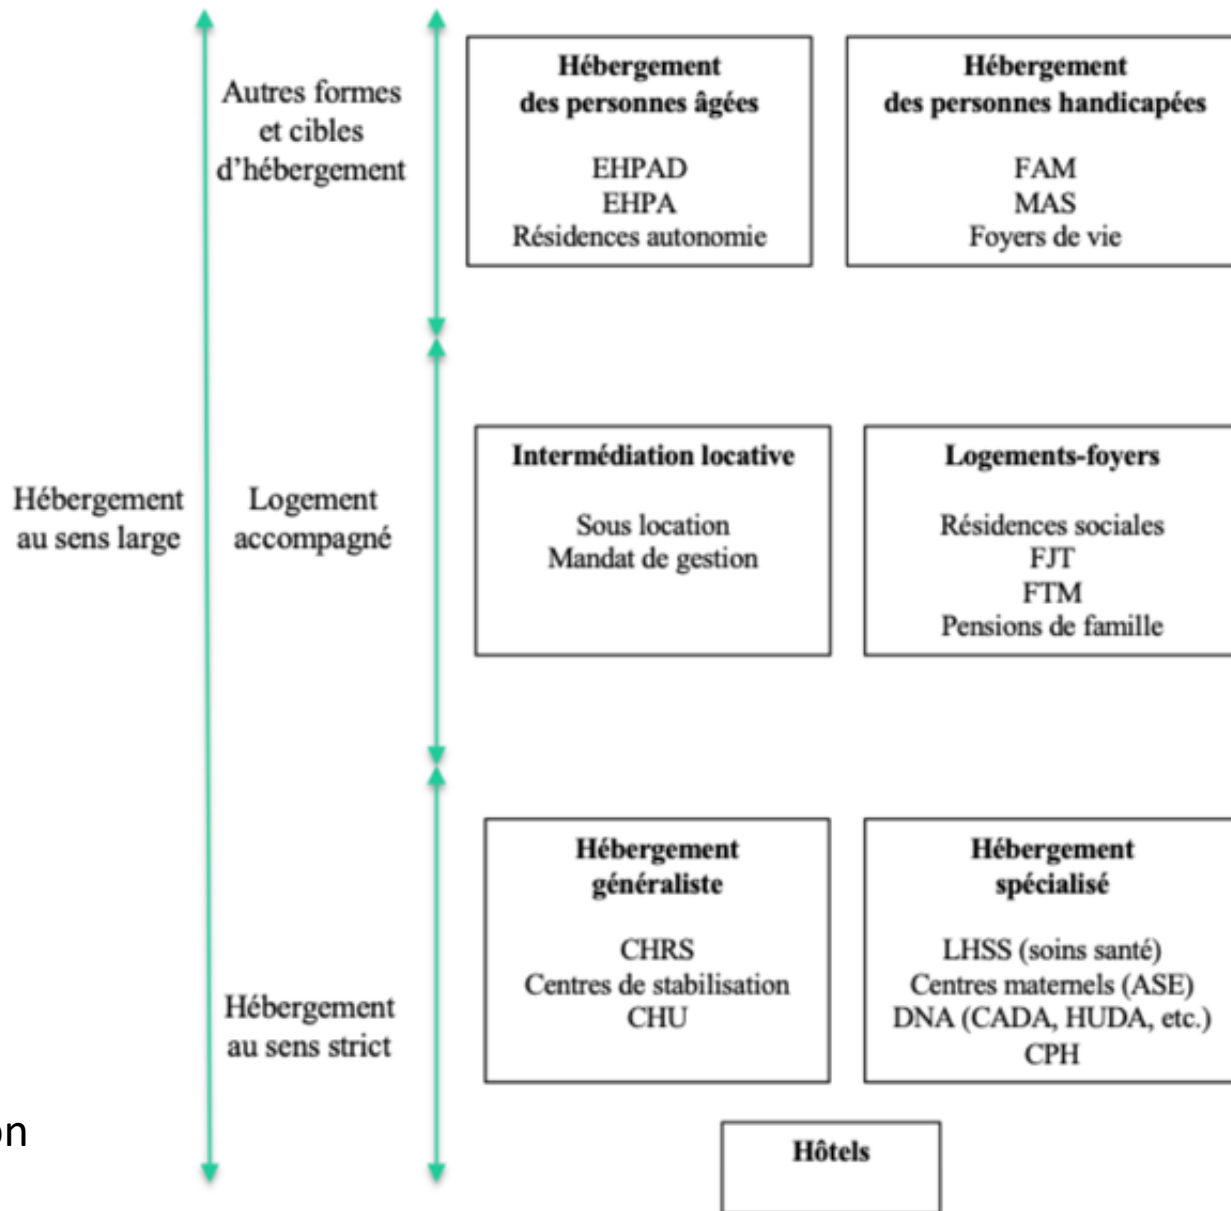 Autres formes
et cibles
d'hébergement
Hébergement
des personnes âgées
EHPAD
EHPA
Résidences autonomie
Hébergement
des personnes handicapées
FAM
MAS
Foyers de vie
Hébergement
au sens large
Logement
accompagné
Intermédiation locative
Sous location
Mandat de gestion
Logements-foyers
Résidences sociales
FJT
FTM
Pensions de famille
Hébergement
au sens strict
Hébergement
généraliste
CHRS
Centres de stabilisation
CHU
Hébergement
spécialisé
LHSS (soins santé)
Centres maternels (ASE)
DNA (CADA, HUDA, etc.)
CPH
on
Hôtels